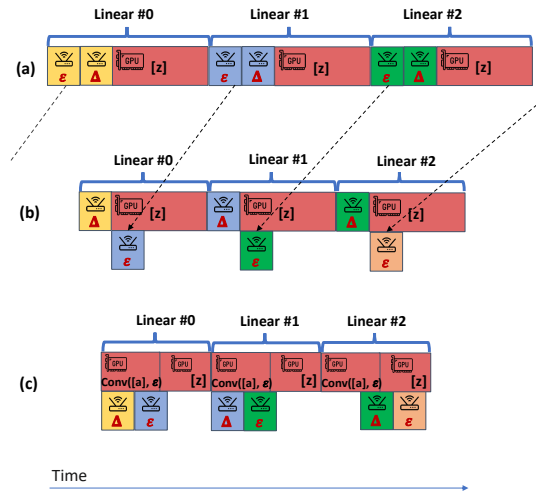 Linear #0 Linear #1 Linear #2
(a) GPU [z] GPU [z] GPU [z]
ε Δ ε Δ ε Δ
Linear #0 Linear #1 Linear #2
(b) Δ GPU [z] Δ GPU [z] Δ GPU [z]
ε ε ε
Linear #0 Linear #1 Linear #2
GPU GPU GPU GPU GPU GPU
(c) Conv([a], ε) [z] Conv([a], ε) [z] Conv([a], ε) [z]
Δ ε Δ ε Δ ε
Time